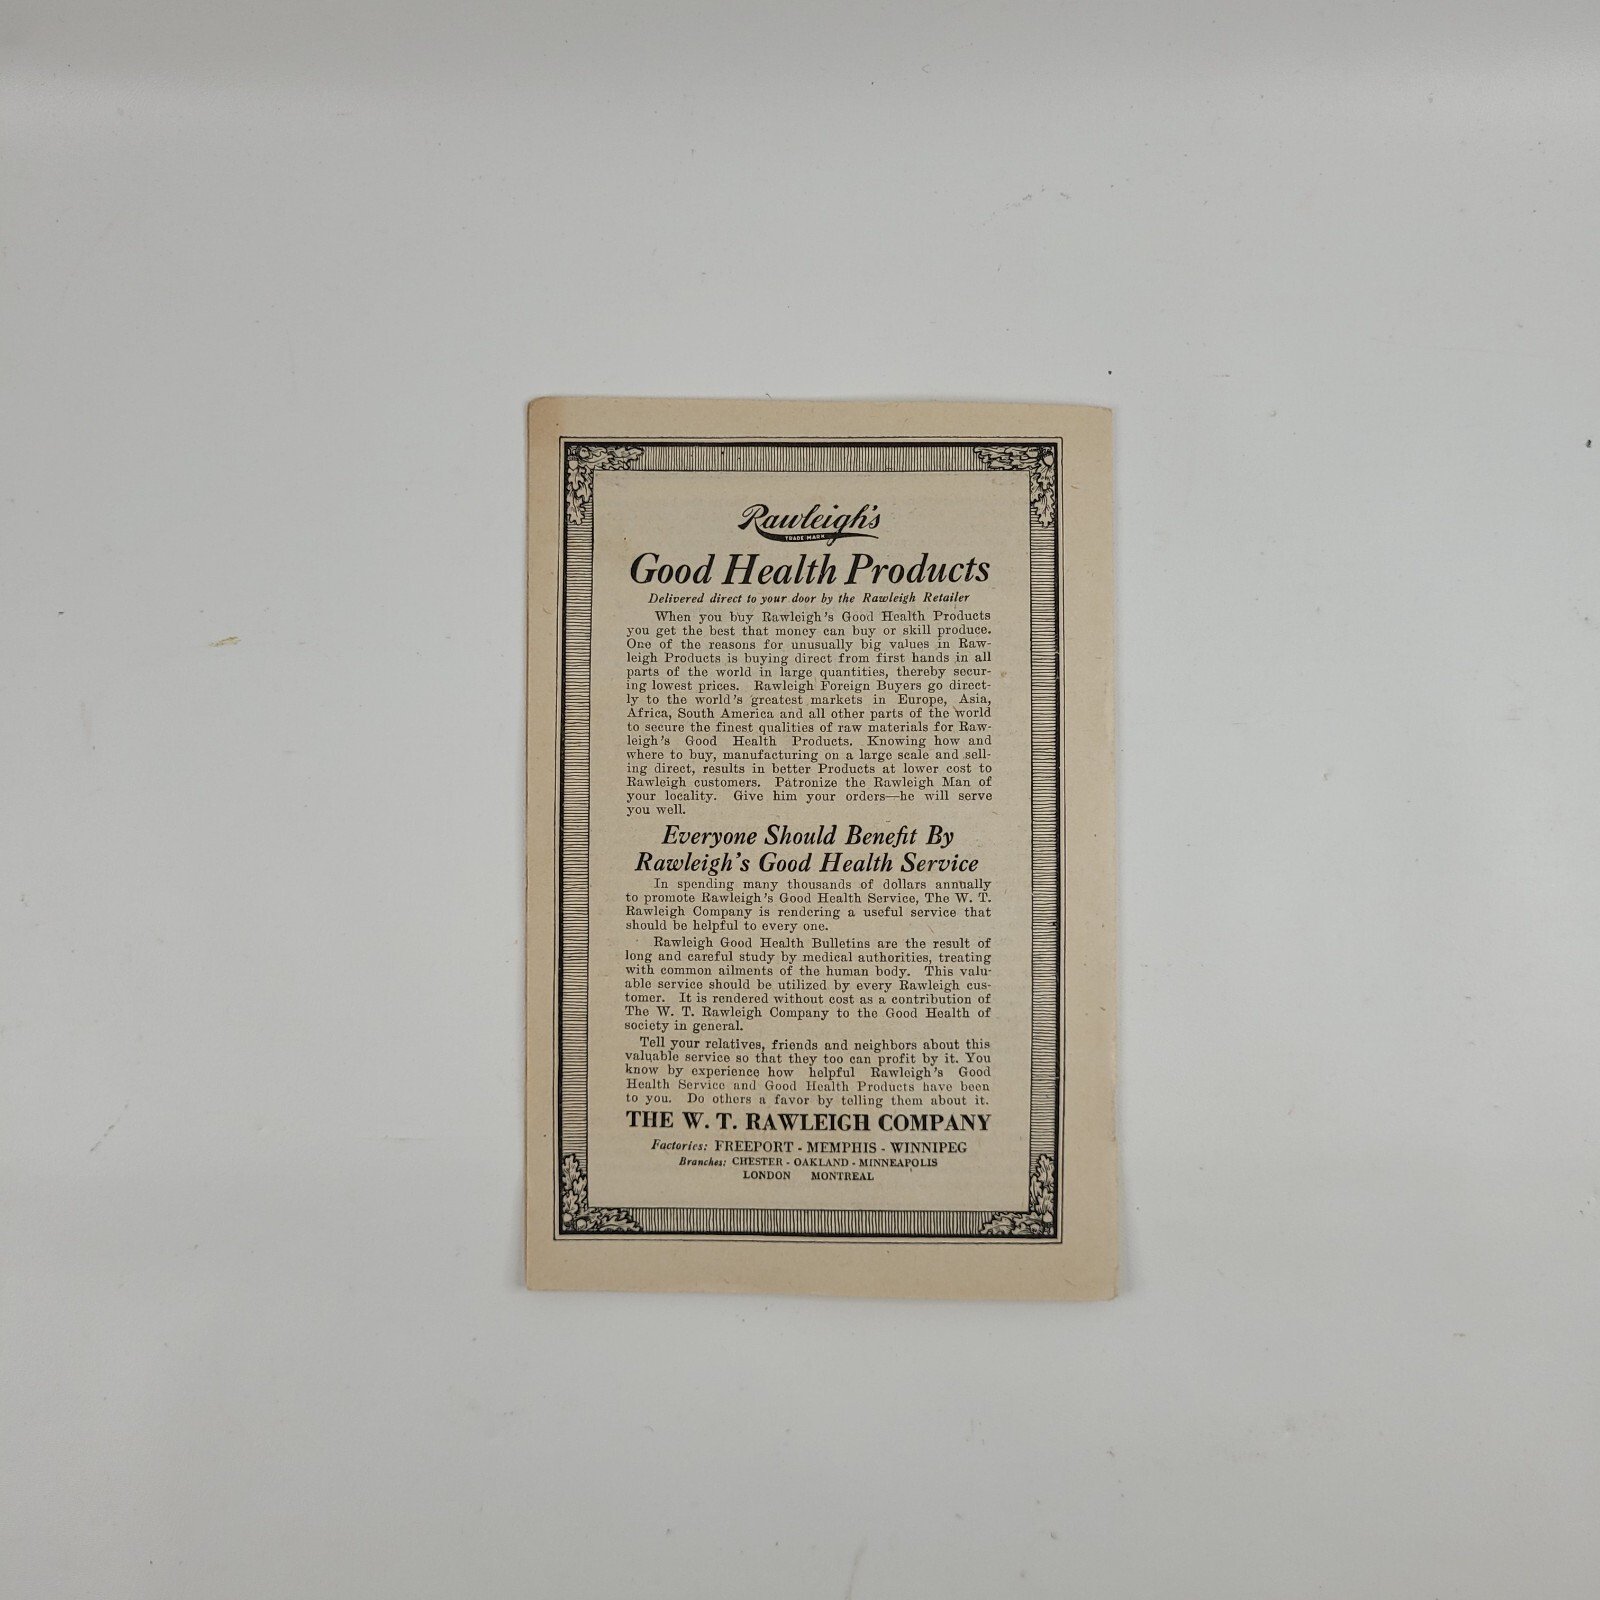 Rawleigh's
TRADE MARK
Good Health Products
Delivered direct to your door by the Rawleigh Retailer
When you buy Rawleigh's Good Health Products
you get the best that money can buy or skill produce.
One of the reasons for unusually big values in Raw-
leigh Products is buying direct from first hands in all
parts of the world in large quantities, thereby secur-
ing lowest prices. Rawleigh Foreign Buyers go direct-
ly to the world's greatest markets in Europe, Asia,
Africa, South America and all other parts of the world
to secure the finest qualities of raw materials for Raw-
leigh's Good Health Products. Knowing how and
where to buy, manufacturing on a large scale and sell-
ing direct, results in better Products at lower cost to
Rawleigh customers. Patronize the Rawleigh Man of
your locality. Give him your orders—he will serve
you well.
Everyone Should Benefit By
Rawleigh's Good Health Service
In spending many thousands of dollars annually
to promote Rawleigh's Good Health Service, The W. T.
Rawleigh Company is rendering a useful service that
should be helpful to every one.
Rawleigh Good Health Bulletins are the result of
long and careful study by medical authorities, treating
with common ailments of the human body. This valu-
able service should be utilized by every Rawleigh cus-
tomer. It is rendered without cost as a contribution of
The W. T. Rawleigh Company to the Good Health of
society in general.
Tell your relatives, friends and neighbors about this
valuable service so that they too can profit by it. You
know by experience how helpful Rawleigh's Good
Health Service and Good Health Products have been
to you. Do others a favor by telling them about it.
THE W. T. RAWLEIGH COMPANY
Factories: FREEPORT - MEMPHIS - WINNIPEG
Branches: CHESTER - OAKLAND - MINNEAPOLIS
LONDON MONTREAL